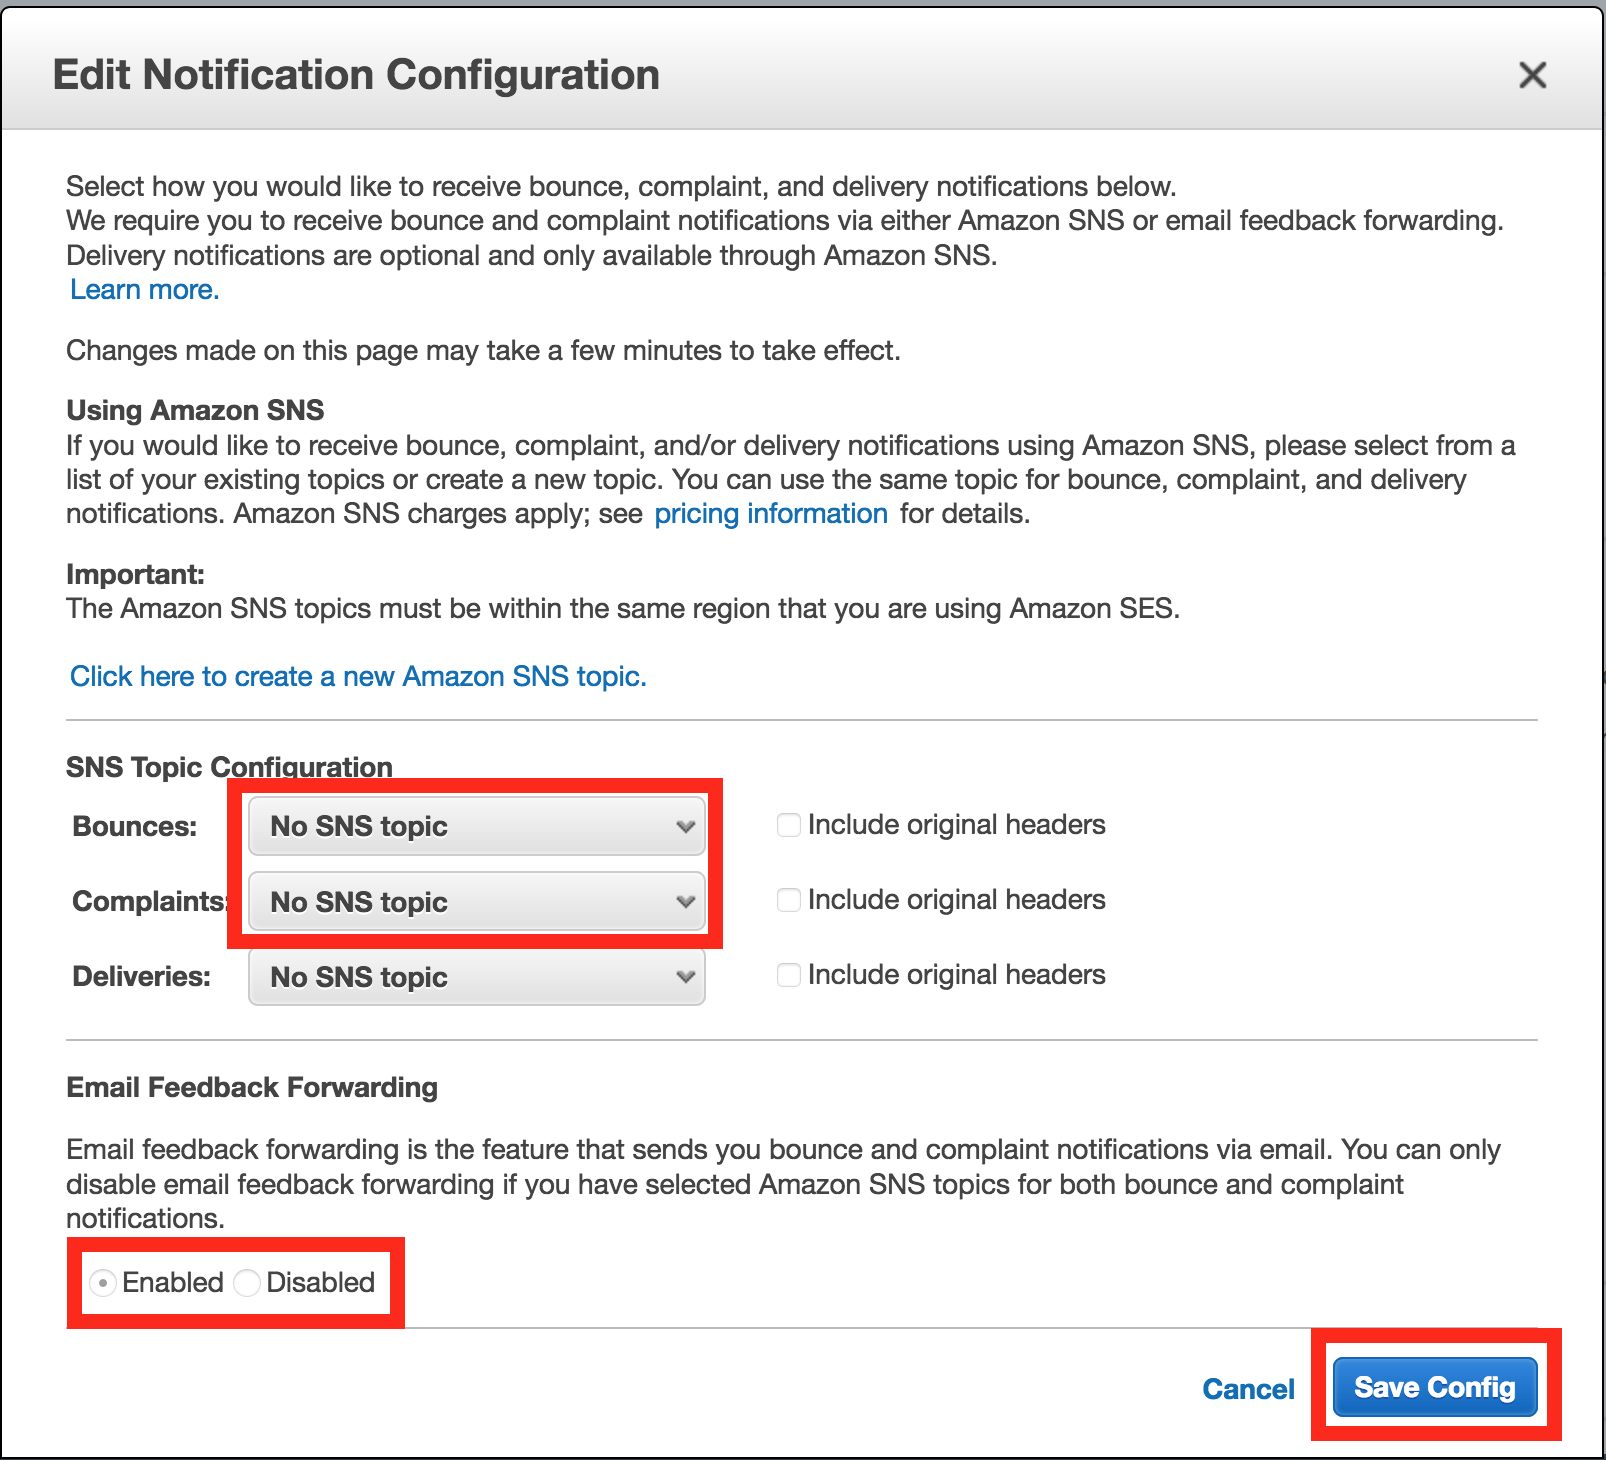 Edit Notification Configuration
Select how you would like to receive bounce, complaint, and delivery notifications below.
We require you to receive bounce and complaint notifications via either Amazon SNS or email feedback forwarding.
Delivery notifications are optional and only available through Amazon SNS.
Learn more.
Changes made on this page may take a few minutes to take effect.
Using Amazon SNS
If you would like to receive bounce, complaint, and/or delivery notifications using Amazon SNS, please select from a
list of your existing topics or create a new topic. You can use the same topic for bounce, complaint, and delivery
notifications. Amazon SNS charges apply; see pricing information for details.
Important:
The Amazon SNS topics must be within the same region that you are using Amazon SES.
Click here to create a new Amazon SNS topic.
SNS Topic Configuration
Bounces: No SNS topic Include original headers
Complaints: No SNS topic Include original headers
Deliveries: No SNS topic Include original headers
Email Feedback Forwarding
Email feedback forwarding is the feature that sends you bounce and complaint notifications via email. You can only
disable email feedback forwarding if you have selected Amazon SNS topics for both bounce and complaint
notifications.
Enabled Disabled
Cancel Save Config